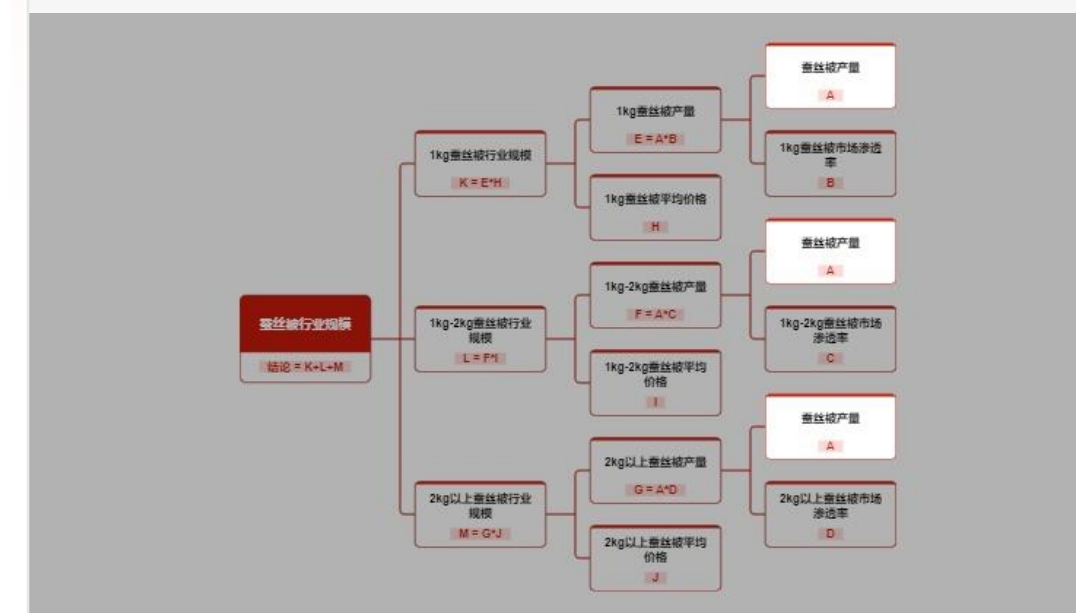 蚕丝被产量
A
1kg蚕丝被产量
E = A*B
1kg蚕丝被市场渗透
率
B
1kg蚕丝被行业规模
K = E*H
1kg蚕丝被平均价格
H
蚕丝被产量
A
1kg-2kg蚕丝被产量
F = A*C
1kg-2kg蚕丝被市场
渗透率
C
蚕丝被行业规模
结论 = K+L+M
1kg-2kg蚕丝被行业
规模
L = F*I
1kg-2kg蚕丝被平均
价格
I
蚕丝被产量
A
2kg以上蚕丝被产量
G = A*D
2kg以上蚕丝被市场
渗透率
D
2kg以上蚕丝被行业
规模
M = G*J
2kg以上蚕丝被平均
价格
J